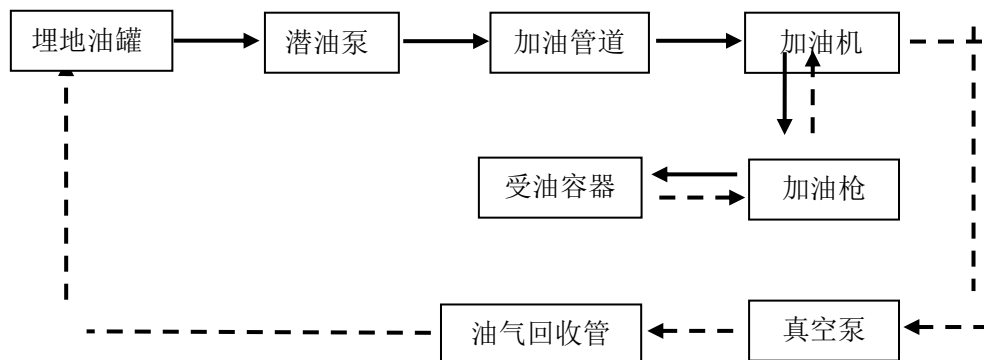 埋地油罐
潜油泵
加油管道
加油机
受油容器
加油枪
油气回收管
真空泵